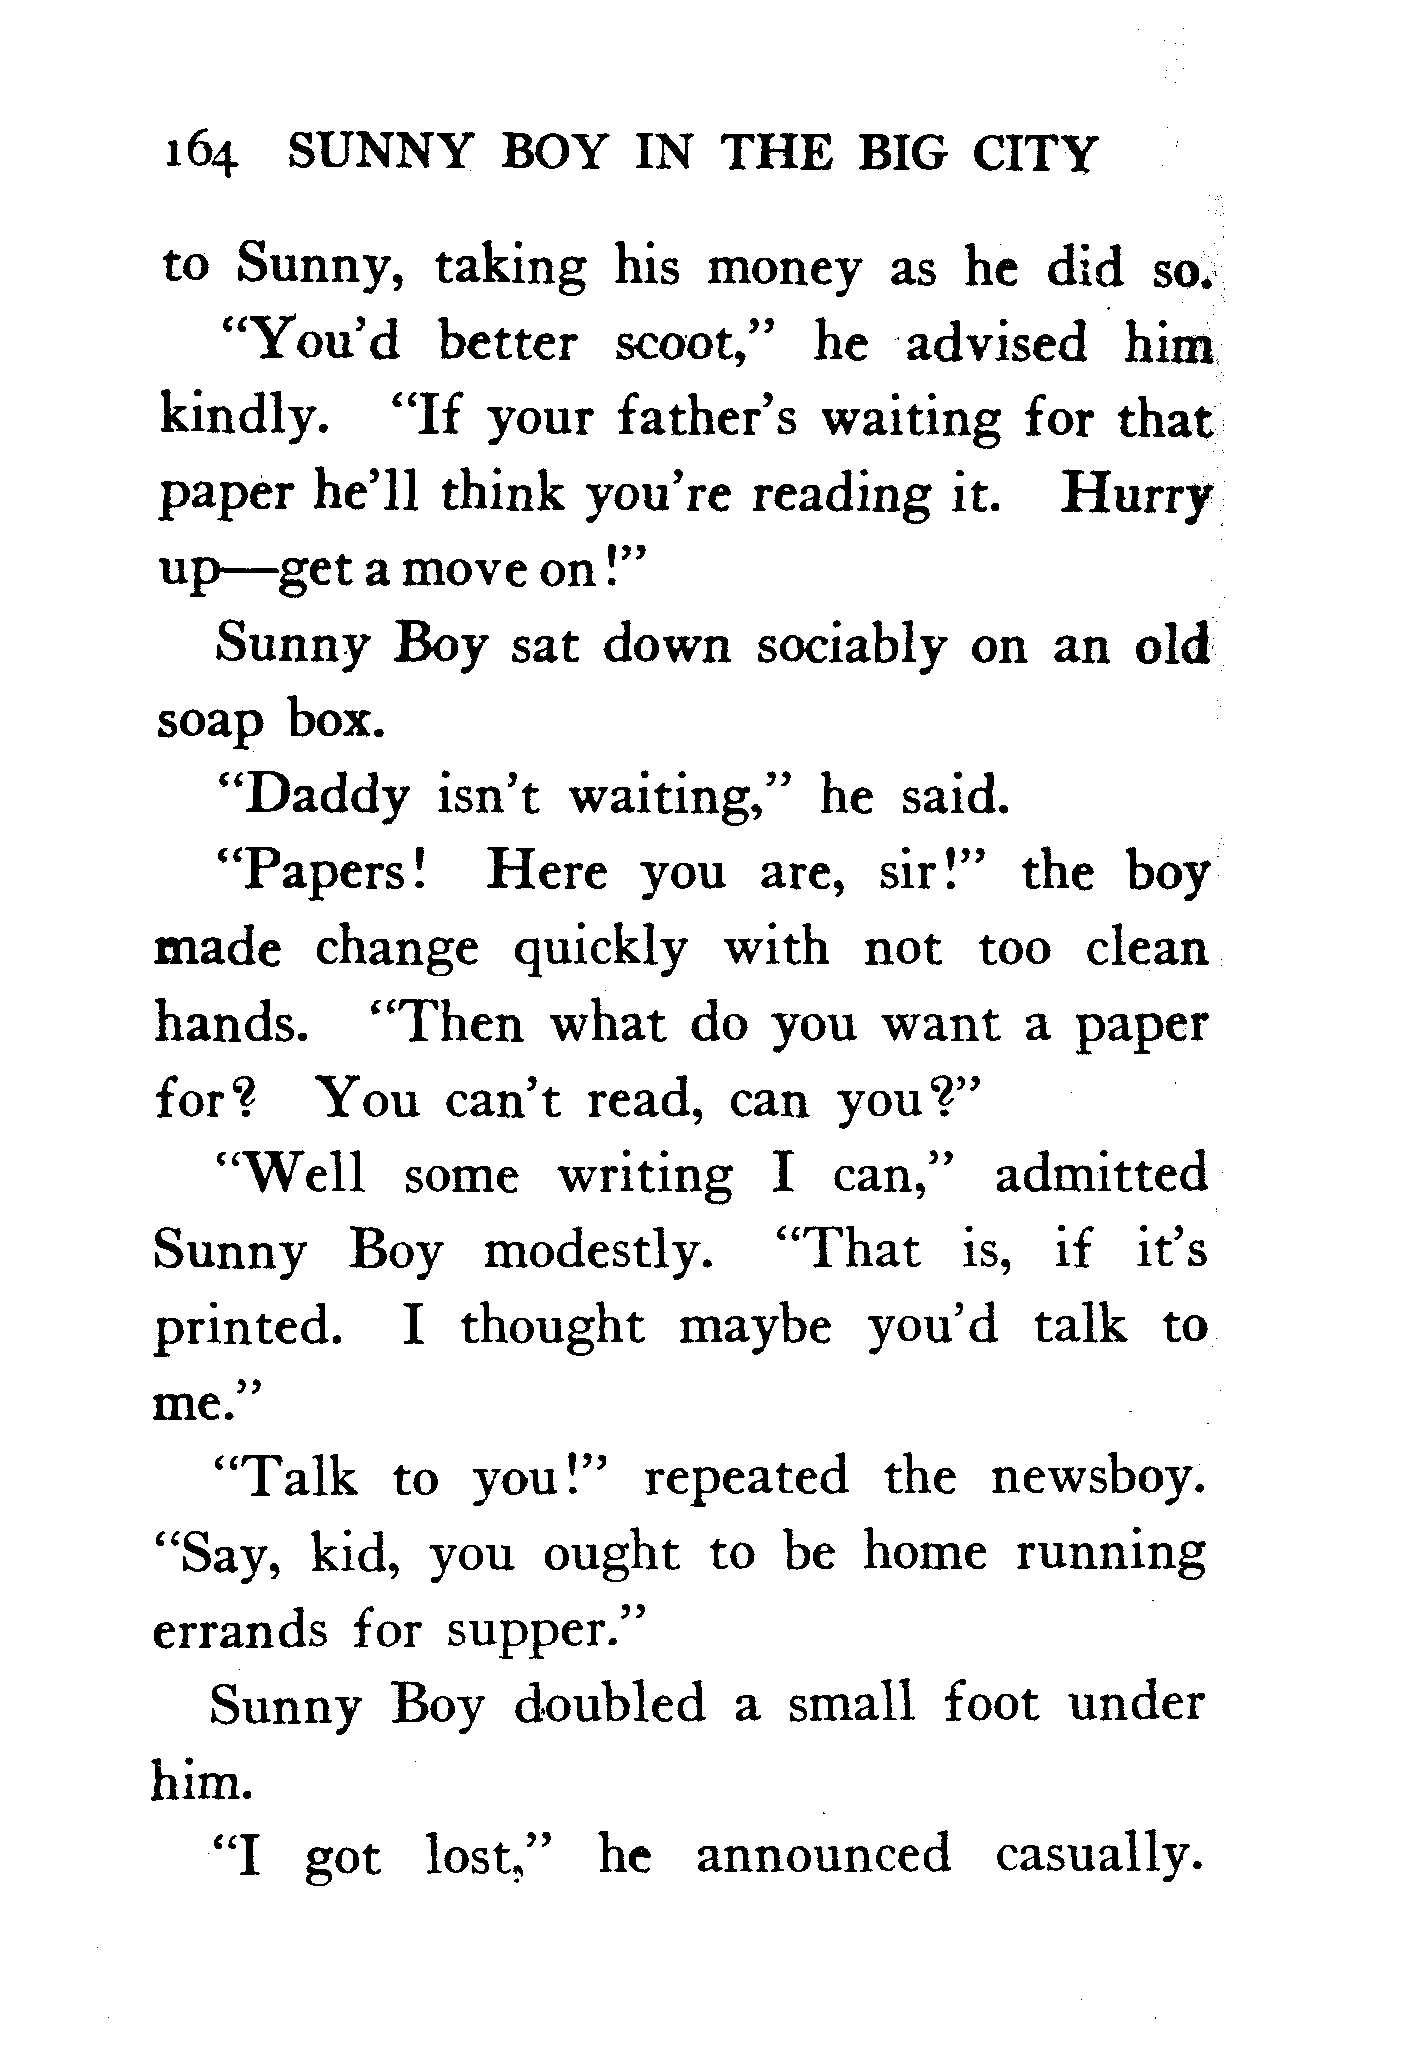 164 SUNNY BOY IN THE BIG CITY
to Sunny, taking his money as he did so.
“You’d better scoot,” he advised him
kindly. “If your father’s waiting for that
paper he’ll think you’re reading it. Hurry
up—get a move on!”
Sunny Boy sat down sociably on an old
soap box.
“Daddy isn’t waiting,” he said.
“Papers! Here you are, sir!” the boy
made change quickly with not too clean
hands. “Then what do you want a paper
for? You can’t read, can you?”
“Well some writing I can,” admitted
Sunny Boy modestly. “That is, if it’s
printed. I thought maybe you’d talk to
me.”
“Talk to you!” repeated the newsboy.
“Say, kid, you ought to be home running
errands for supper.”
Sunny Boy doubled a small foot under
him.
“I got lost,” he announced casually.